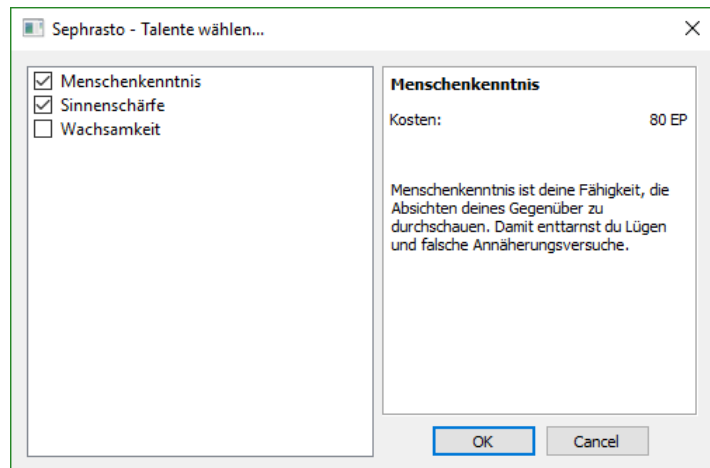 Sephrasto - Talente wählen...
Menschenkenntnis
Sinnenschärfe
Wachsamkeit
Menschenkenntnis
Kosten: 80 EP
Menschenkenntnis ist deine Fähigkeit, die
Absichten deines Gegenüber zu
durchschauen. Damit enttarnst du Lügen
und falsche Annäherungsversuche.
OK Cancel